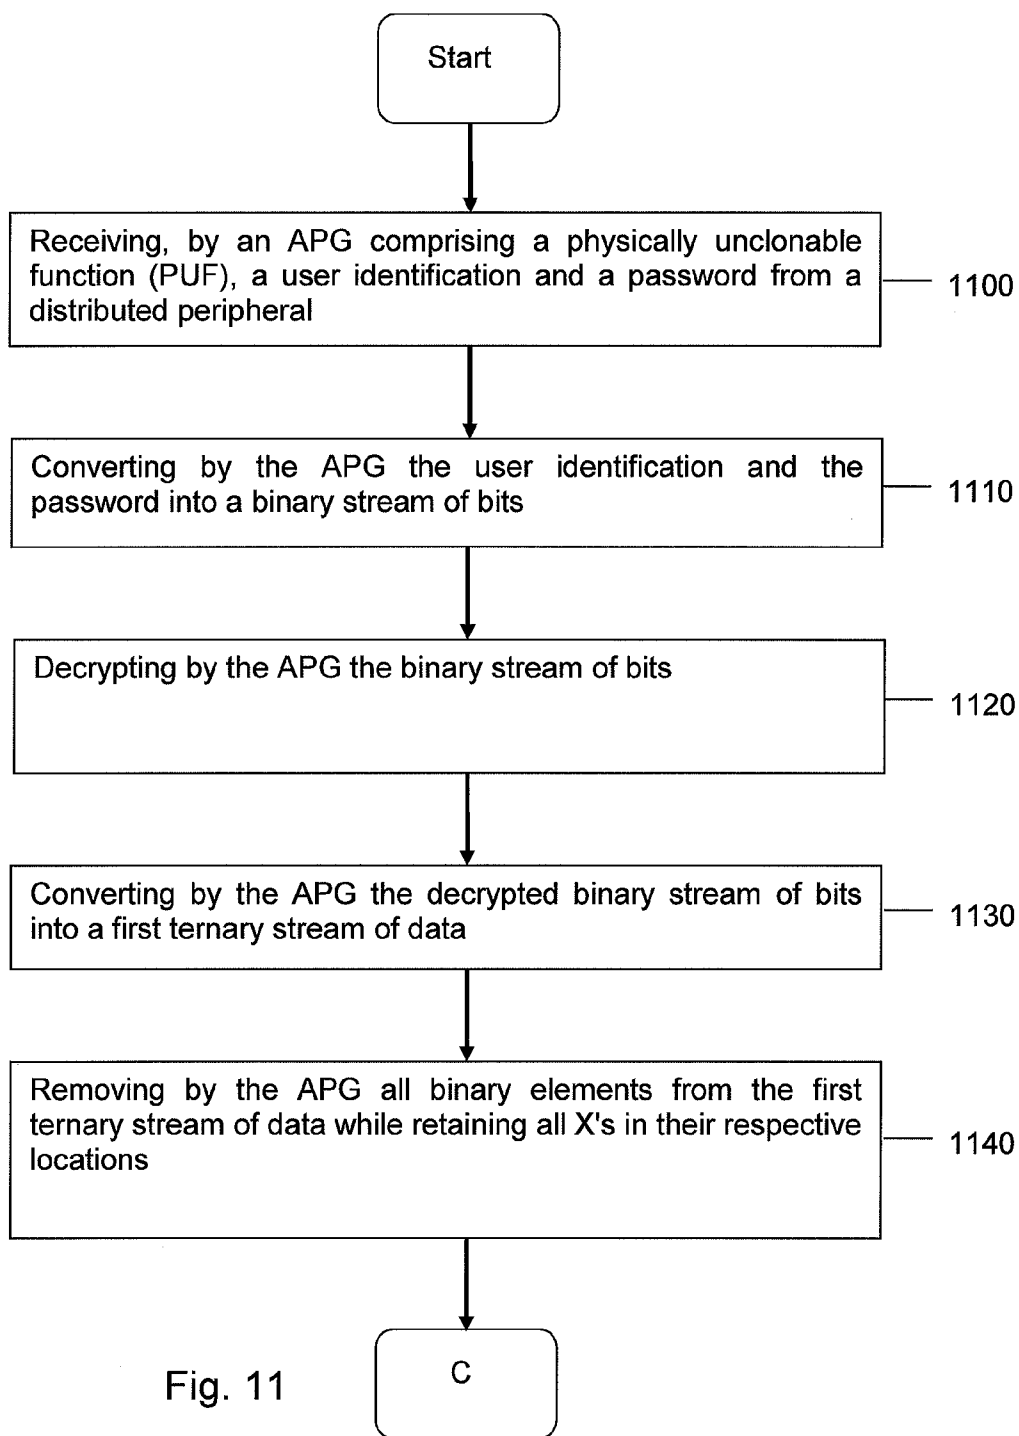 Start
Receiving, by an APG comprising a physically unclonable
function (PUF), a user identification and a password from a
distributed peripheral
1100
Converting by the APG the user identification and the
password into a binary stream of bits
1110
Decrypting by the APG the binary stream of bits
1120
Converting by the APG the decrypted binary stream of bits
into a first ternary stream of data
1130
Removing by the APG all binary elements from the first
ternary stream of data while retaining all X's in their respective
locations
1140
C
Fig. 11